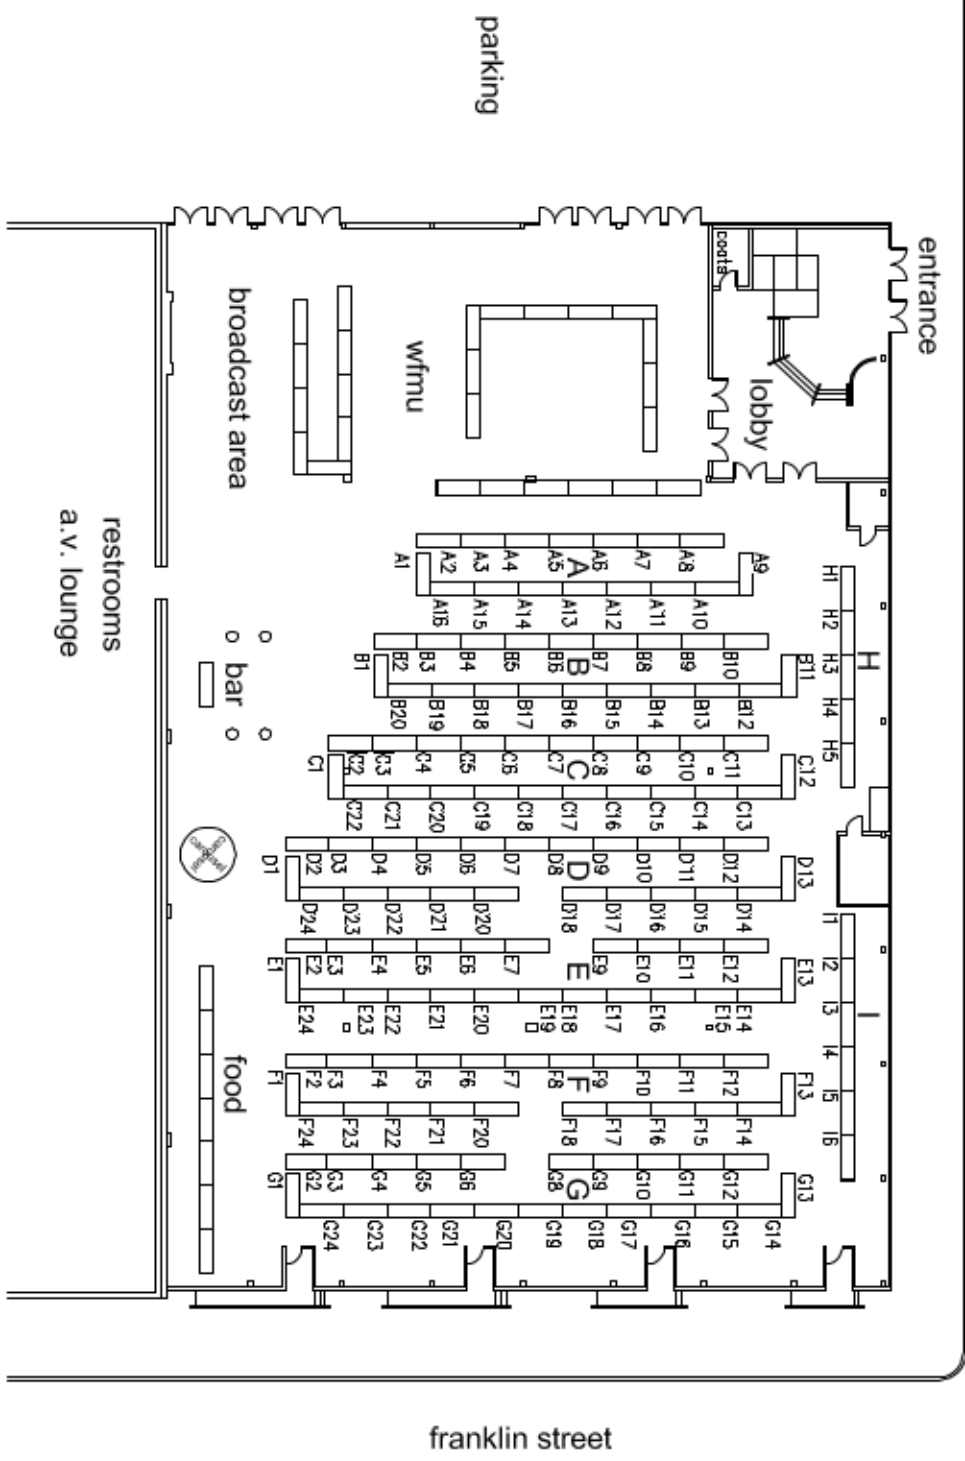 parking
entrance
coats
lobby
broadcast area
wfmu
restrooms
a.v. lounge
bar
food
A
A1 A2 A3 A4 A5 A6 A7 A8 A9
A16 A15 A14 A13 A12 A11 A10
B
B1 B2 B3 B4 B5 B6 B7 B8 B9 B10 B11
B20 B19 B18 B17 B16 B15 B14 B13 B12
C
C1 C2 C3 C4 C5 C6 C7 C8 C9 C10 C11 C12
C22 C21 C20 C19 C18 C17 C16 C15 C14 C13
D
D1 D2 D3 D4 D5 D6 D7 D8 D9 D10 D11 D12 D13
D24 D23 D22 D21 D20 D18 D17 D16 D15 D14
E
E1 E2 E3 E4 E5 E6 E7 E9 E10 E11 E12 E13
E24 E23 E22 E21 E20 E19 E18 E17 E16 E15 E14
F
F1 F2 F3 F4 F5 F6 F7 F8 F9 F10 F11 F12 F13
F24 F23 F22 F21 F20 F18 F17 F16 F15 F14
G
G1 G2 G3 G4 G5 G6 G8 G9 G10 G11 G12 G13
G24 G23 G22 G21 G20 G19 G18 G17 G16 G15 G14
H
H1 H2 H3 H4 H5
I
I1 I2 I3 I4 I5 I6
franklin street